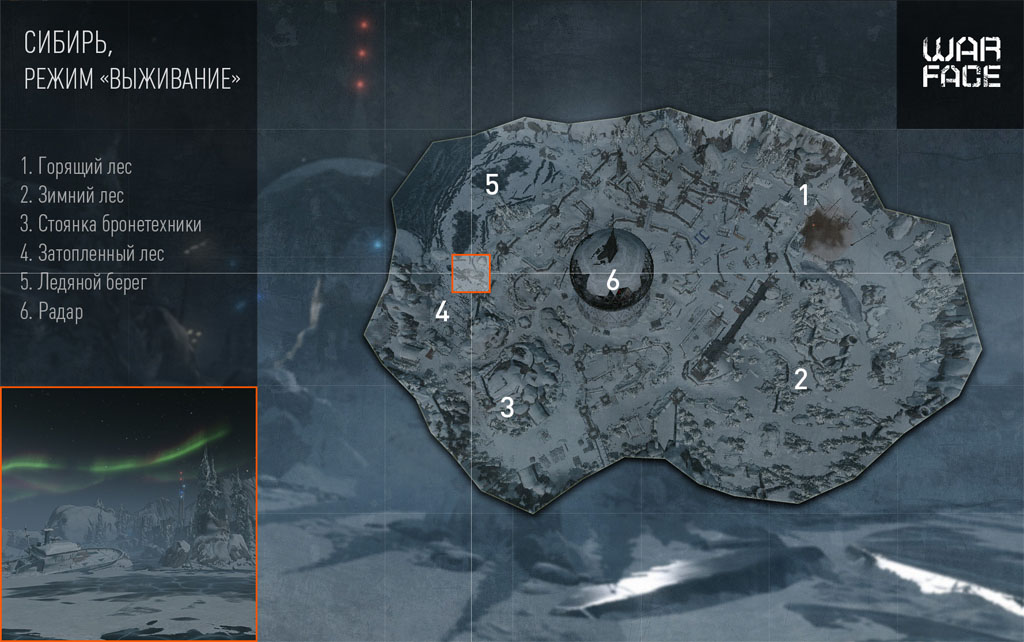 СИБИРЬ,
РЕЖИМ «ВЫЖИВАНИЕ»
WAR
FACE
1. Горящий лес
2. Зимний лес
3. Стоянка бронетехники
4. Затопленный лес
5. Ледяной берег
6. Радар
5
1
6
4
2
3